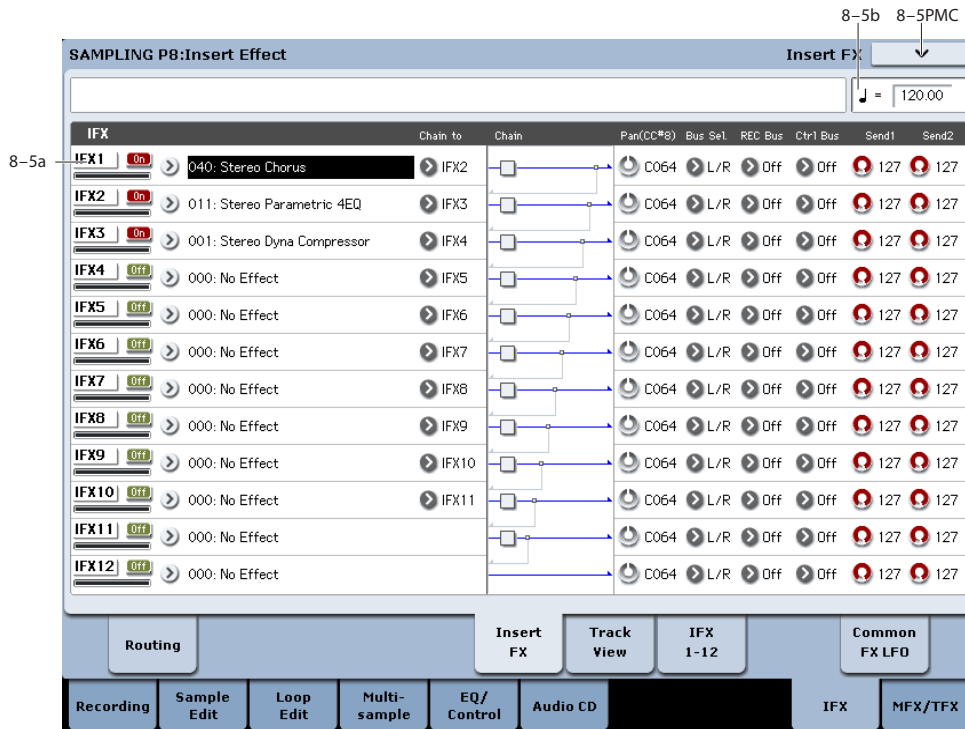 8–5b 8–5PMC
SAMPLING P8:Insert Effect Insert FX
♩ = 120.00
IFX Chain to Chain Pan(CC#8) Bus Sel. REC Bus Ctrl Bus Send1 Send2
8–5a
IFX1 On 040: Stereo Chorus IFX2 C064 L/R Off Off 127 127
IFX2 On 011: Stereo Parametric 4EQ IFX3 C064 L/R Off Off 127 127
IFX3 On 001: Stereo Dyna Compressor IFX4 C064 L/R Off Off 127 127
IFX4 Off 000: No Effect IFX5 C064 L/R Off Off 127 127
IFX5 Off 000: No Effect IFX6 C064 L/R Off Off 127 127
IFX6 Off 000: No Effect IFX7 C064 L/R Off Off 127 127
IFX7 Off 000: No Effect IFX8 C064 L/R Off Off 127 127
IFX8 Off 000: No Effect IFX9 C064 L/R Off Off 127 127
IFX9 Off 000: No Effect IFX10 C064 L/R Off Off 127 127
IFX10 Off 000: No Effect IFX11 C064 L/R Off Off 127 127
IFX11 Off 000: No Effect C064 L/R Off Off 127 127
IFX12 Off 000: No Effect C064 L/R Off Off 127 127
Routing
Insert
FX
Track
View
IFX
1-12
Common
FX LFO
Recording
Sample
Edit
Loop
Edit
Multi-
sample
EQ/
Control
Audio CD
IFX
MFX/TFX